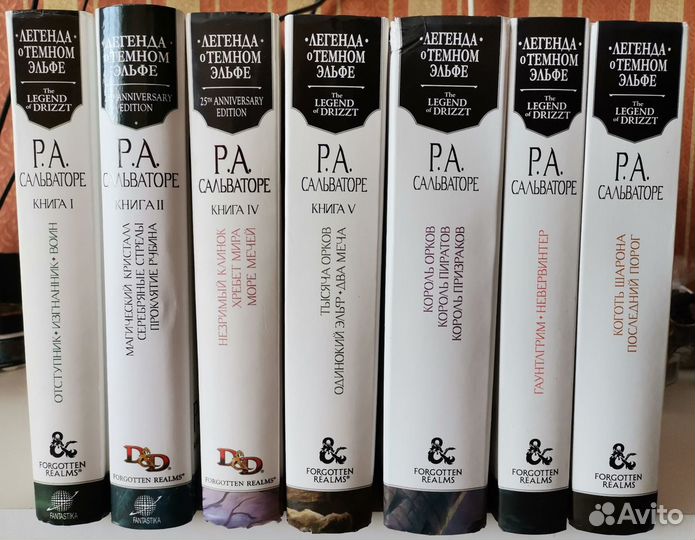 ЛЕГЕНДА
О ТЕМНОМ
ЭЛЬФЕ
The
LEGEND
of DRIZZT
Р.А.
САЛЬВАТОРЕ
КНИГА I
ОТСТУПНИК • ИЗГНАННИК • ВОИН
FORGOTTEN
REALMS®
FANTASTIKA
ЛЕГЕНДА
О ТЕМНОМ
ЭЛЬФЕ
ANNIVERSARY
EDITION
Р.А.
САЛЬВАТОРЕ
КНИГА II
МАГИЧЕСКИЙ КРИСТАЛЛ
СЕРЕБРЯНЫЕ СТРЕЛЫ
ПРОКЛЯТИЕ РУБИНА
D&D®
FORGOTTEN REALMS®
FANTASTIKA
ЛЕГЕНДА
О ТЕМНОМ
ЭЛЬФЕ
25TH ANNIVERSARY
EDITION
Р.А.
САЛЬВАТОРЕ
КНИГА IV
НЕЗРИМЫЙ КЛИНОК
ХРЕБЕТ МИРА
МОРЕ МЕЧЕЙ
D&D®
FORGOTTEN REALMS®
ЛЕГЕНДА
О ТЕМНОМ
ЭЛЬФЕ
The
LEGEND
of DRIZZT
Р.А.
САЛЬВАТОРЕ
КНИГА V
ТЫСЯЧА ОРКОВ
ОДИНОКИЙ ЭЛЬФ • ДВА МЕЧА
FORGOTTEN
REALMS®
ЛЕГЕНДА
О ТЕМНОМ
ЭЛЬФЕ
The
LEGEND
of DRIZZT
Р.А.
САЛЬВАТОРЕ
КОРОЛЬ ОРКОВ
КОРОЛЬ ПИРАТОВ
КОРОЛЬ ПРИЗРАКОВ
FORGOTTEN
REALMS
ЛЕГЕНДА
О ТЕМНОМ
ЭЛЬФЕ
The
LEGEND
of DRIZZT
Р.А.
САЛЬВАТОРЕ
ГАУНТЛГРИМ • НЕВЕРВИНТЕР
FORGOTTEN
REALMS
ЛЕГЕНДА
О ТЕМНОМ
ЭЛЬФЕ
The
LEGEND
of DRIZZT
Р.А.
САЛЬВАТОРЕ
КОГОТЬ ШАРОНА
ПОСЛЕДНИЙ ПОРОГ
FORGOTTEN
REALMS
Avito